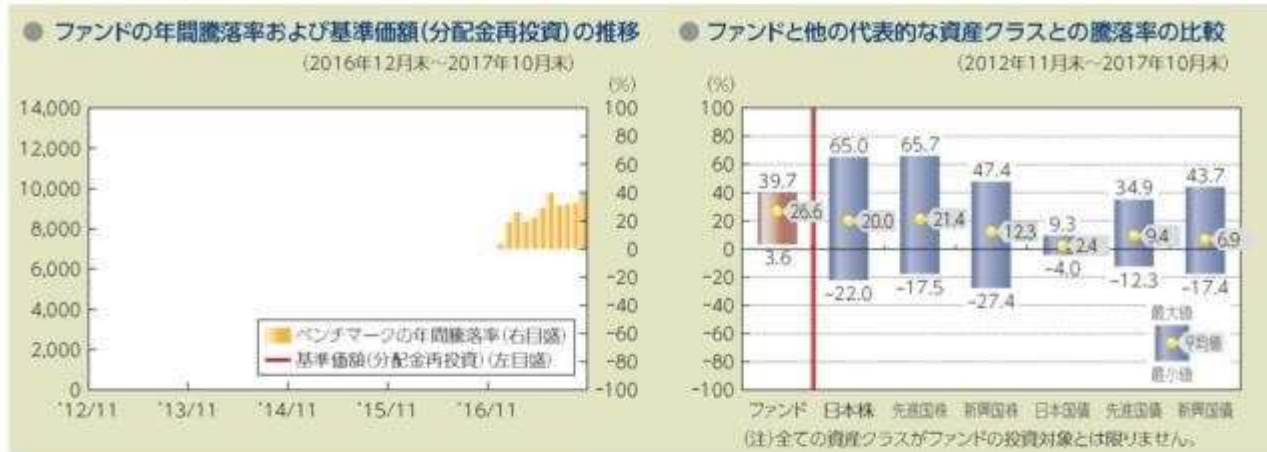 ● ファンドの年間騰落率および基準価額(分配金再投資)の推移
(2016年12月末~2017年10月末)
(%)
14,000
12,000
10,000
8,000
6,000
4,000
2,000
0
100
80
60
40
20
0
-20
-40
-60
-80
-100
ベンチマークの年間騰落率(右目盛)
基準価額(分配金再投資)(左目盛)
'12/11 '13/11 '14/11 '15/11 '16/11
● ファンドと他の代表的な資産クラスとの騰落率の比較
(2012年11月末~2017年10月末)
(%)
100
80
60
40
20
0
-20
-40
-60
-80
-100
39.7 65.0 65.7 47.4 9.3 34.9 43.7
26.6 20.0 21.4 12.3 2.4 9.4 6.9
3.6 -22.0 -17.5 -27.4 -4.0 -12.3 -17.4
最大値
平均値
最小値
ファンド 日本株 先進国株 新興国株 日本国債 先進国債 新興国債
(注)全ての資産クラスがファンドの投資対象とは限りません。